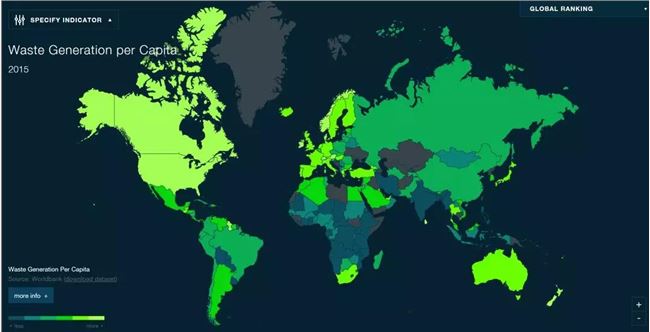 SPECIFY INDICATOR ▲
GLOBAL RANKING ▾
Waste Generation per Capita
2015
Waste Generation Per Capita
Source: Worldbank (download dataset)
more info +
< less
more >
+
-